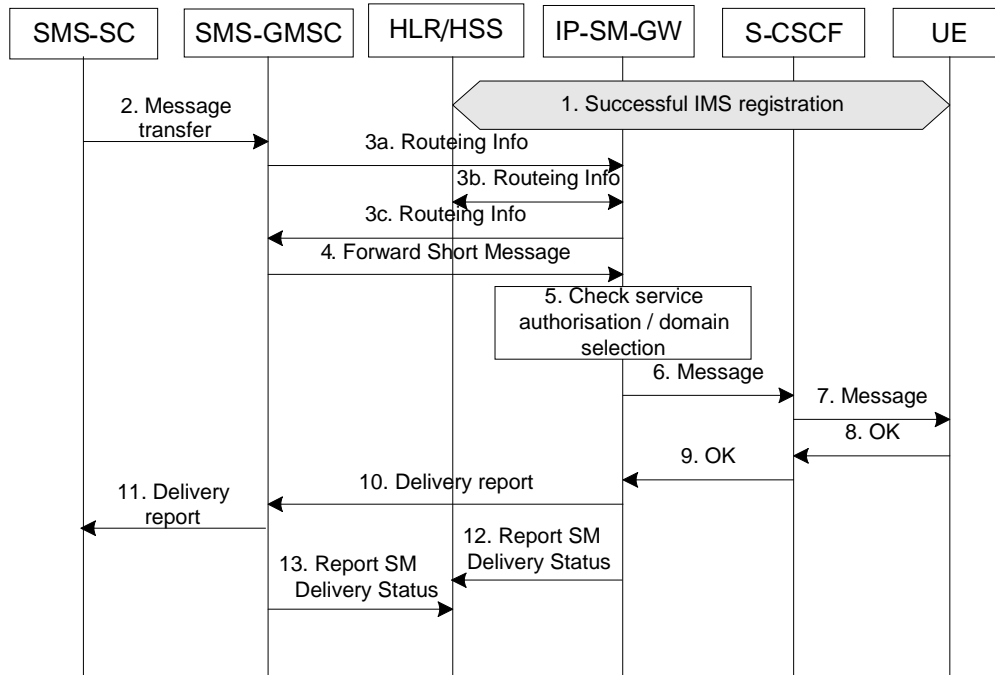 SMS-SC
SMS-GMSC
HLR/HSS
IP-SM-GW
S-CSCF
UE
1. Successful IMS registration
2. Message
transfer
3a. Routeing Info
3b. Routeing Info
3c. Routeing Info
4. Forward Short Message
5. Check service
authorisation / domain
selection
6. Message
7. Message
8. OK
9. OK
10. Delivery report
11. Delivery
report
12. Report SM
Delivery Status
13. Report SM
Delivery Status